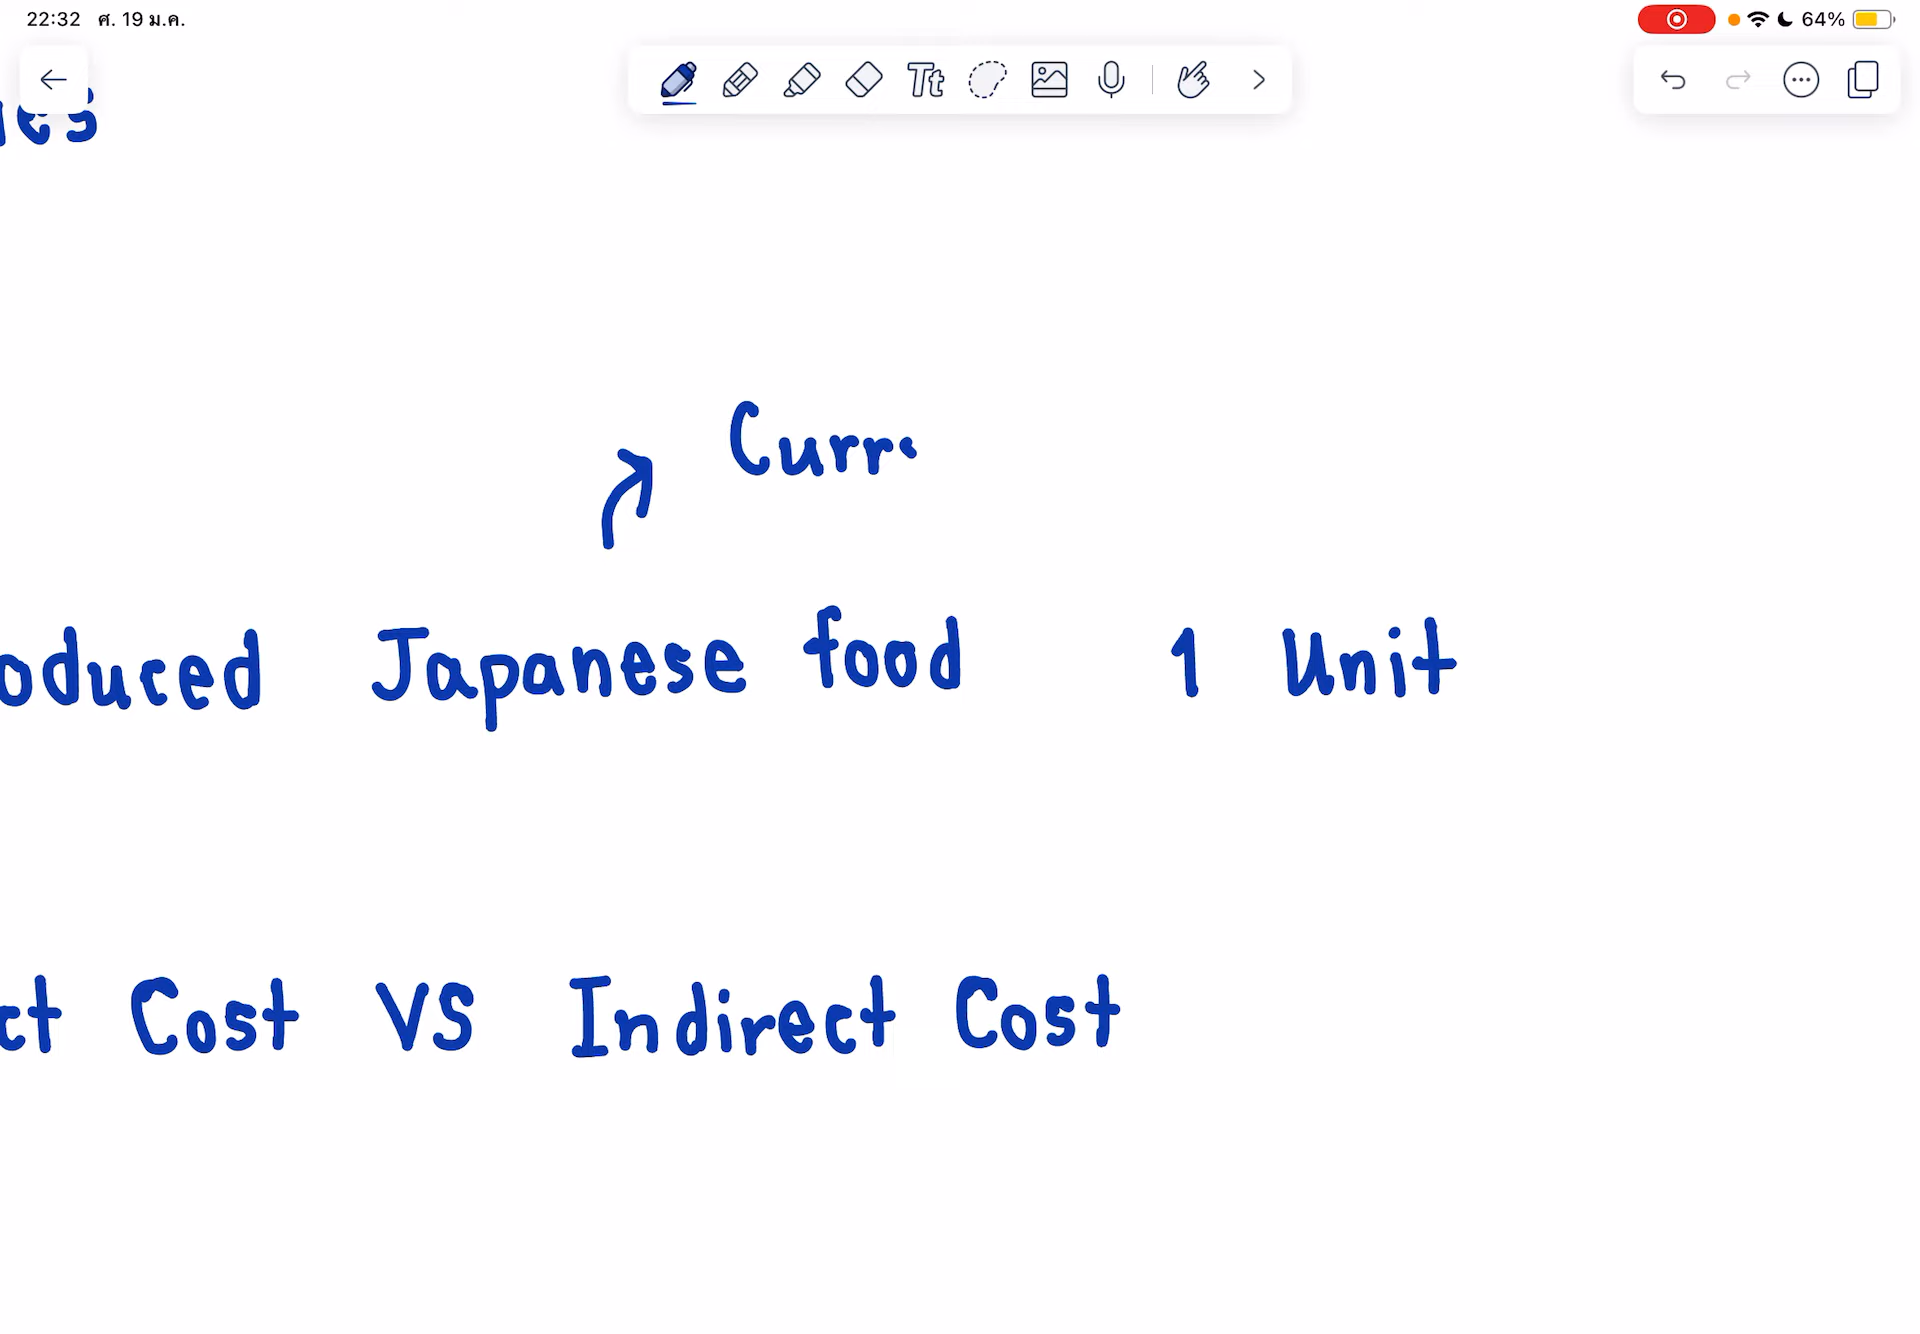 22:32 ศ. 19 ม.ค. 64%
Tt
Curr
oduced Japanese food 1 Unit
ct Cost VS Indirect Cost